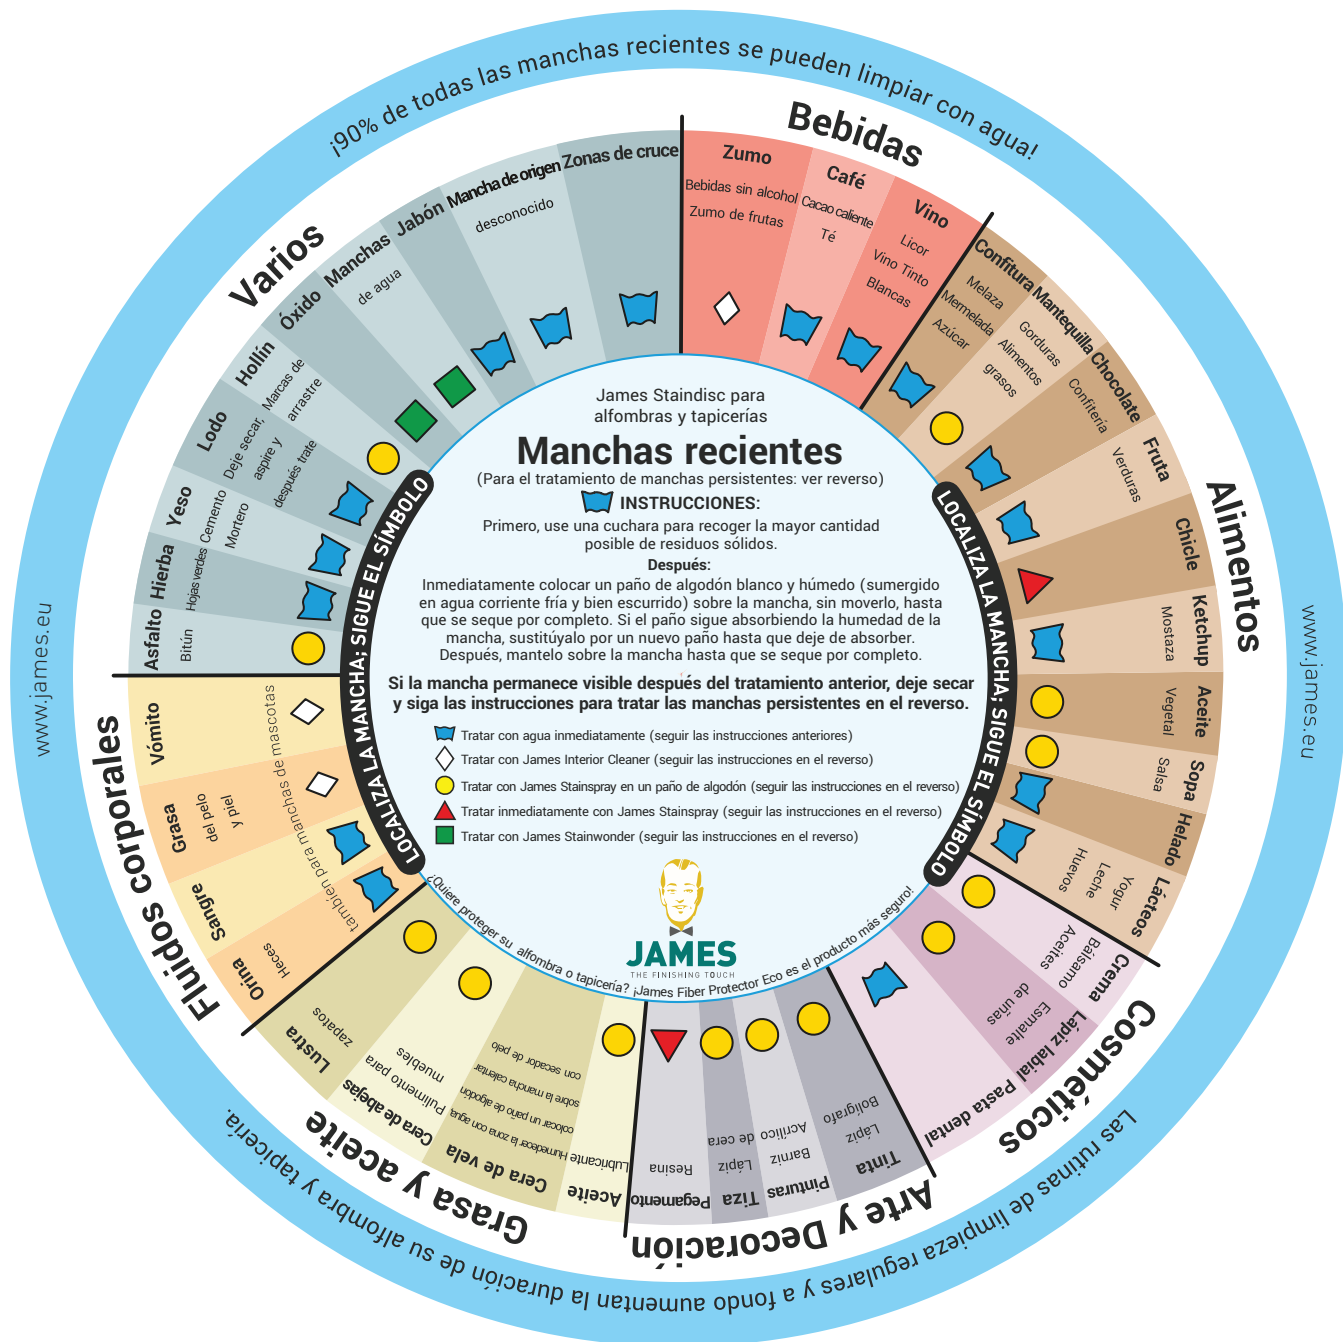 ¡90% de todas las manchas recientes se pueden limpiar con agua!
www.james.eu
Las rutinas de limpieza regulares y a fondo aumentan la duración de su alfombra y tapicería.
www.james.eu
Bebidas
Zumo
Bebidas sin alcohol
Zumo de frutas
Café
Cacao caliente
Té
Vino
Licor
Vino Tinto
Blancas
Alimentos
Confitura
Melaza
Mermelada
Azúcar
Mantequilla
Gorduras
Alimentos
grasos
Chocolate
Confitería
Fruta
Verduras
Chicle
Ketchup
Mostaza
Aceite
Vegetal
Sopa
Salsa
Helado
Lácteos
Yogur
Leche
Huevos
Cosméticos
Crema
Bálsamo
Aceites
Lápiz labial
Esmalte
de uñas
Pasta dental
Arte y Decoración
Tinta
Lápiz
Bolígrafo
Pinturas
Barniz
Acrílico
Tiza
Lápiz
de cera
Pegamento
Resina
Grasa y aceite
Aceite
Lubricante
Cera de vela
Humedecer la zona con agua
colocar un paño de algodón
sobre la mancha calentar
con secador de pelo
Cera de abejas
Pulimento para
muebles
Lustra
zapatos
Fluidos corporales
Orina
Heces
Sangre
Grasa
del pelo
y piel
Vómito
también para manchas de mascotas
Varios
Asfalto
Bitún
Hierba
Hojas verdes
Yeso
Cemento
Mortero
Lodo
Deje secar,
aspire y
después trate
Hollín
Marcas de
arrastre
Óxido
Manchas
de agua
Jabón
Mancha de origen
desconocido
Zonas de cruce
LOCALIZA LA MANCHA; SIGUE EL SÍMBOLO
LOCALIZA LA MANCHA; SIGUE EL SÍMBOLO
James Staindisc para
alfombras y tapicerías
Manchas recientes
(Para el tratamiento de manchas persistentes: ver reverso)
INSTRUCCIONES:
Primero, use una cuchara para recoger la mayor cantidad
posible de residuos sólidos.
Después:
Inmediatamente colocar un paño de algodón blanco y húmedo (sumergido
en agua corriente fría y bien escurrido) sobre la mancha, sin moverlo, hasta
que se seque por completo. Si el paño sigue absorbiendo la humedad de la
mancha, sustitúyalo por un nuevo paño hasta que deje de absorber.
Después, mantelo sobre la mancha hasta que se seque por completo.
Si la mancha permanece visible después del tratamiento anterior, deje secar
y siga las instrucciones para tratar las manchas persistentes en el reverso.
Tratar con agua inmediatamente (seguir las instrucciones anteriores)
Tratar con James Interior Cleaner (seguir las instrucciones en el reverso)
Tratar con James Stainspray en un paño de algodón (seguir las instrucciones en el reverso)
Tratar inmediatamente con James Stainspray (seguir las instrucciones en el reverso)
Tratar con James Stainwonder (seguir las instrucciones en el reverso)
JAMES
THE FINISHING TOUCH
¿Quiere proteger su alfombra o tapicería? ¡James Fiber Protector Eco es el producto más seguro!